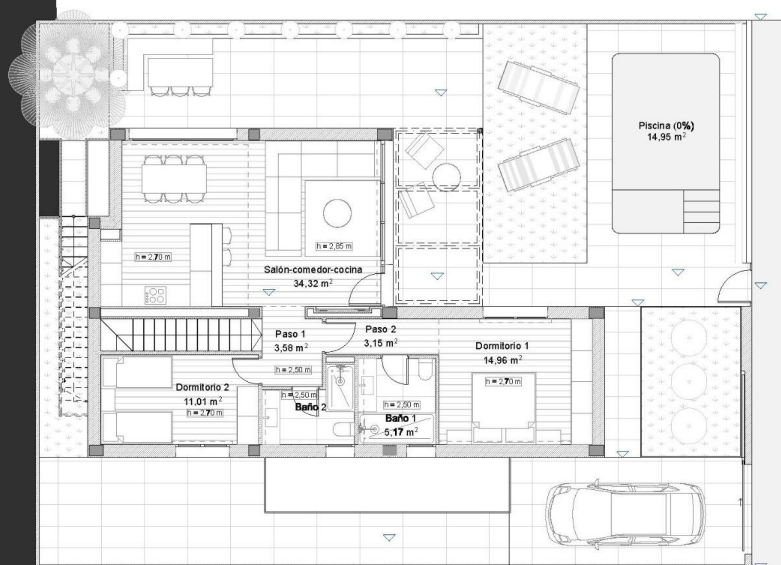 Piscina (0%)
14,95 m²
h = 2,85 m
h = 2,70 m
Salón-comedor-cocina
34,32 m²
Paso 1
3,58 m²
Paso 2
3,15 m²
Dormitorio 1
14,96 m²
h = 2,50 m
h = 2,70 m
Dormitorio 2
11,01 m²
h = 2,70 m
h = 2,50 m
Baño 2
h = 2,50 m
Baño 1
5,17 m²